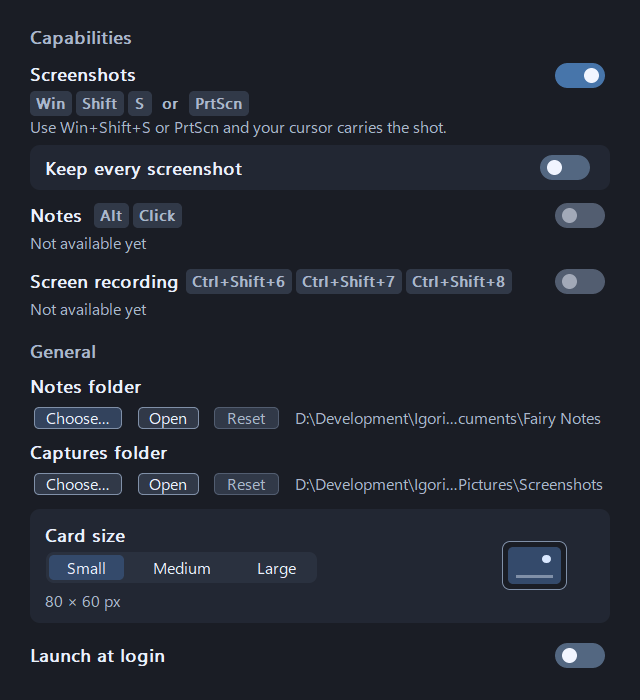 Capabilities
Screenshots
Win Shift S or PrtScn
Use Win+Shift+S or PrtScn and your cursor carries the shot.
Keep every screenshot
Notes Alt Click
Not available yet
Screen recording Ctrl+Shift+6 Ctrl+Shift+7 Ctrl+Shift+8
Not available yet
General
Notes folder
Choose... Open Reset D:\Development\Igori...cuments\Fairy Notes
Captures folder
Choose... Open Reset D:\Development\Igori...Pictures\Screenshots
Card size
Small Medium Large
80 × 60 px
Launch at login